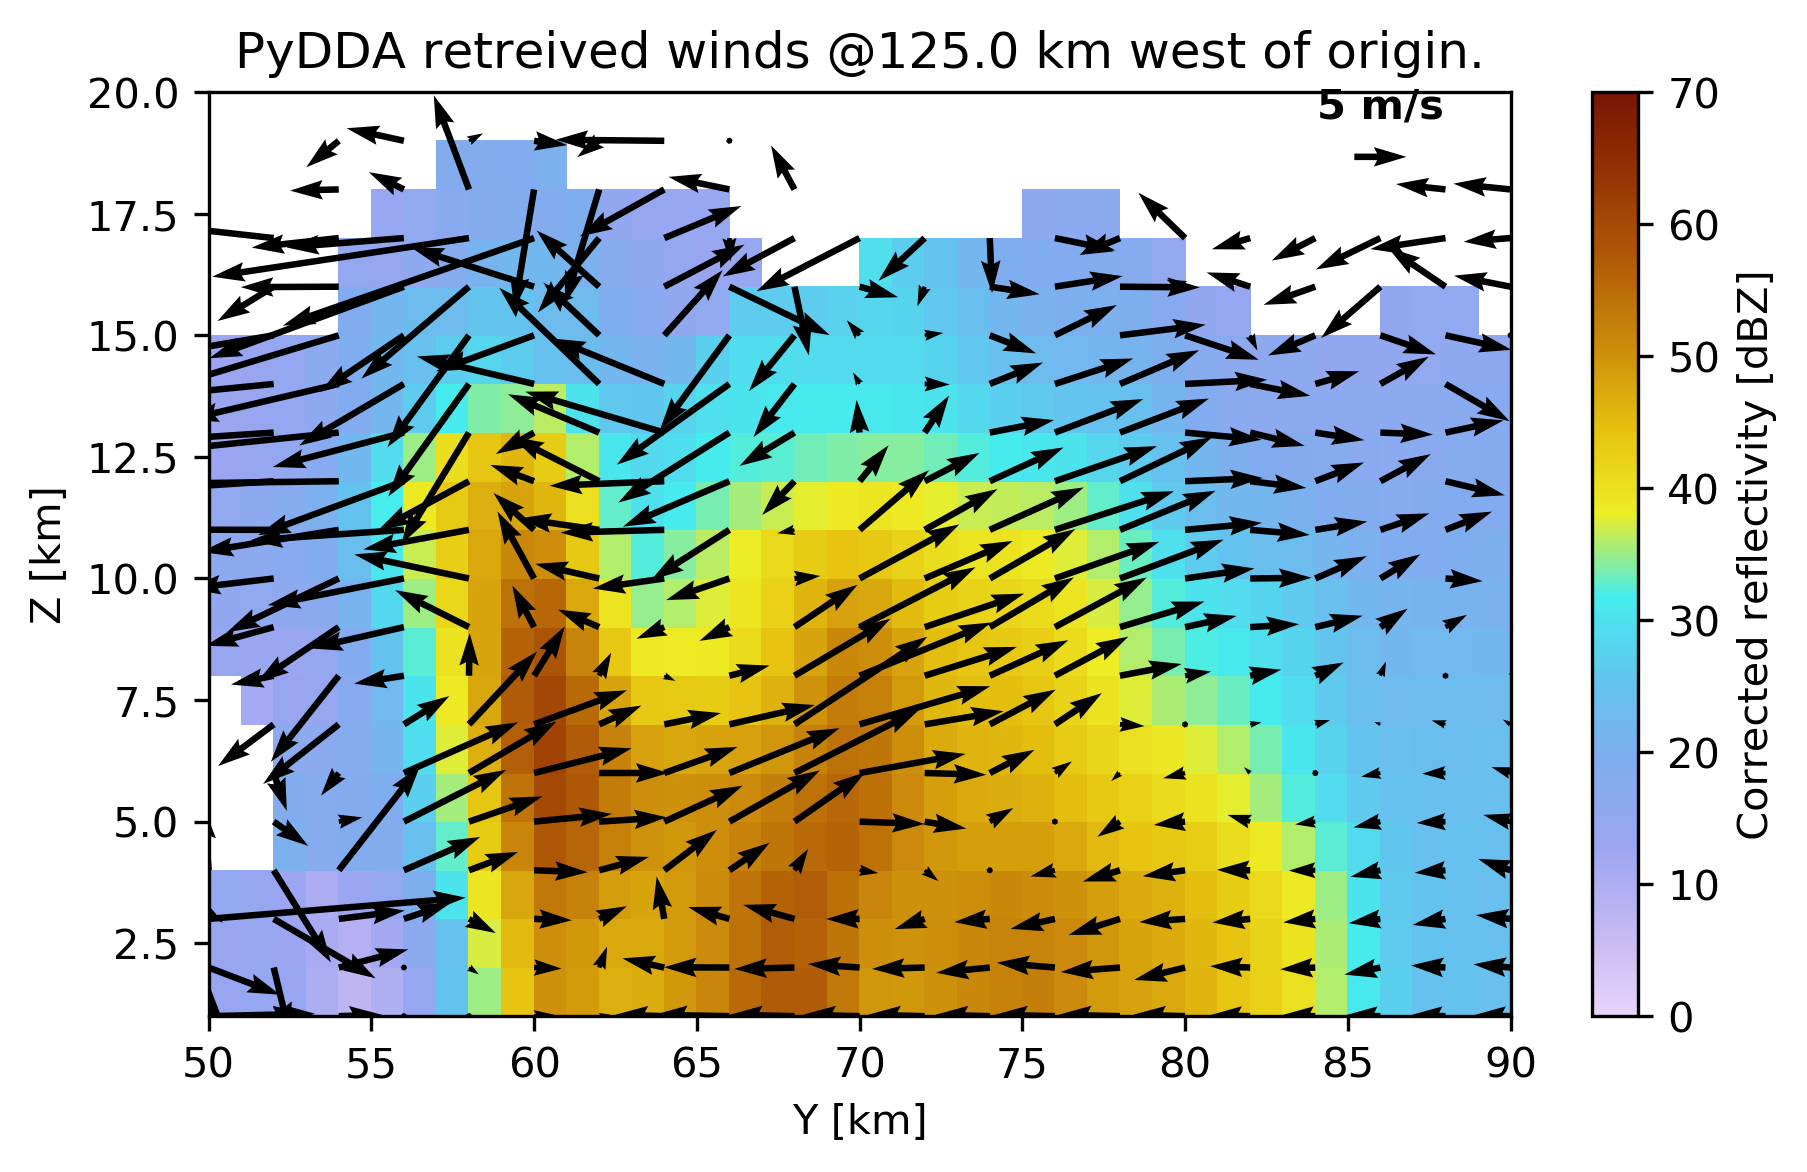 PyDDA retreived winds @125.0 km west of origin.
5 m/s
20.0
17.5
15.0
12.5
10.0
7.5
5.0
2.5
Z [km]
50 55 60 65 70 75 80 85 90
Y [km]
70
60
50
40
30
20
10
0
Corrected reflectivity [dBZ]